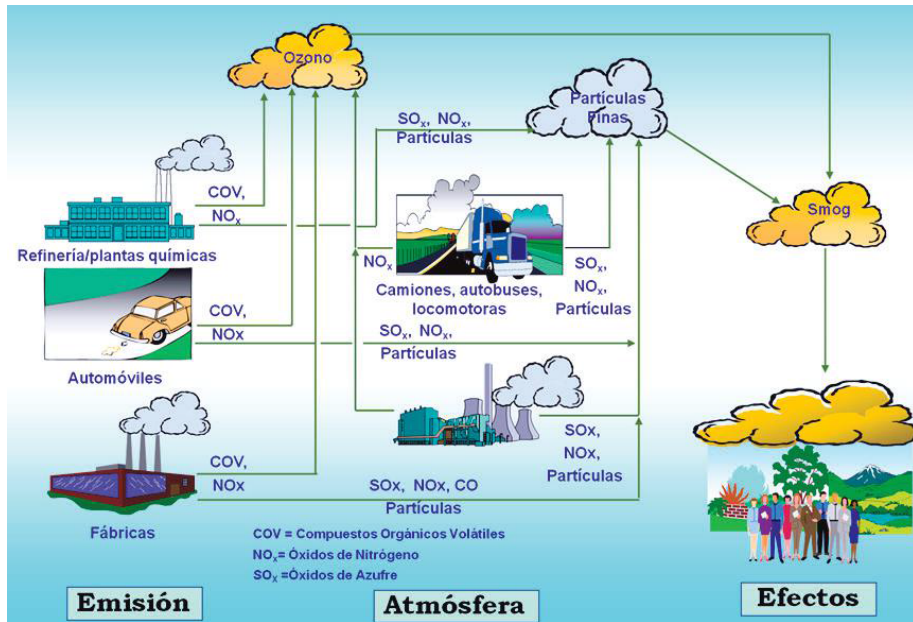 Ozono
Partículas
Finas
SOx, NOx,
Partículas
COV,
NOx
Smog
Refinería/plantas químicas
NOx
SOx,
NOx,
Partículas
Camiones, autobuses,
locomotoras
COV,
NOx
SOx, NOx,
Partículas
Automóviles
SOx,
NOx,
Partículas
COV,
NOx
SOx, NOx, CO
Partículas
Fábricas
COV = Compuestos Orgánicos Volátiles
NOx= Óxidos de Nitrógeno
SOx =Óxidos de Azufre
Emisión
Atmósfera
Efectos